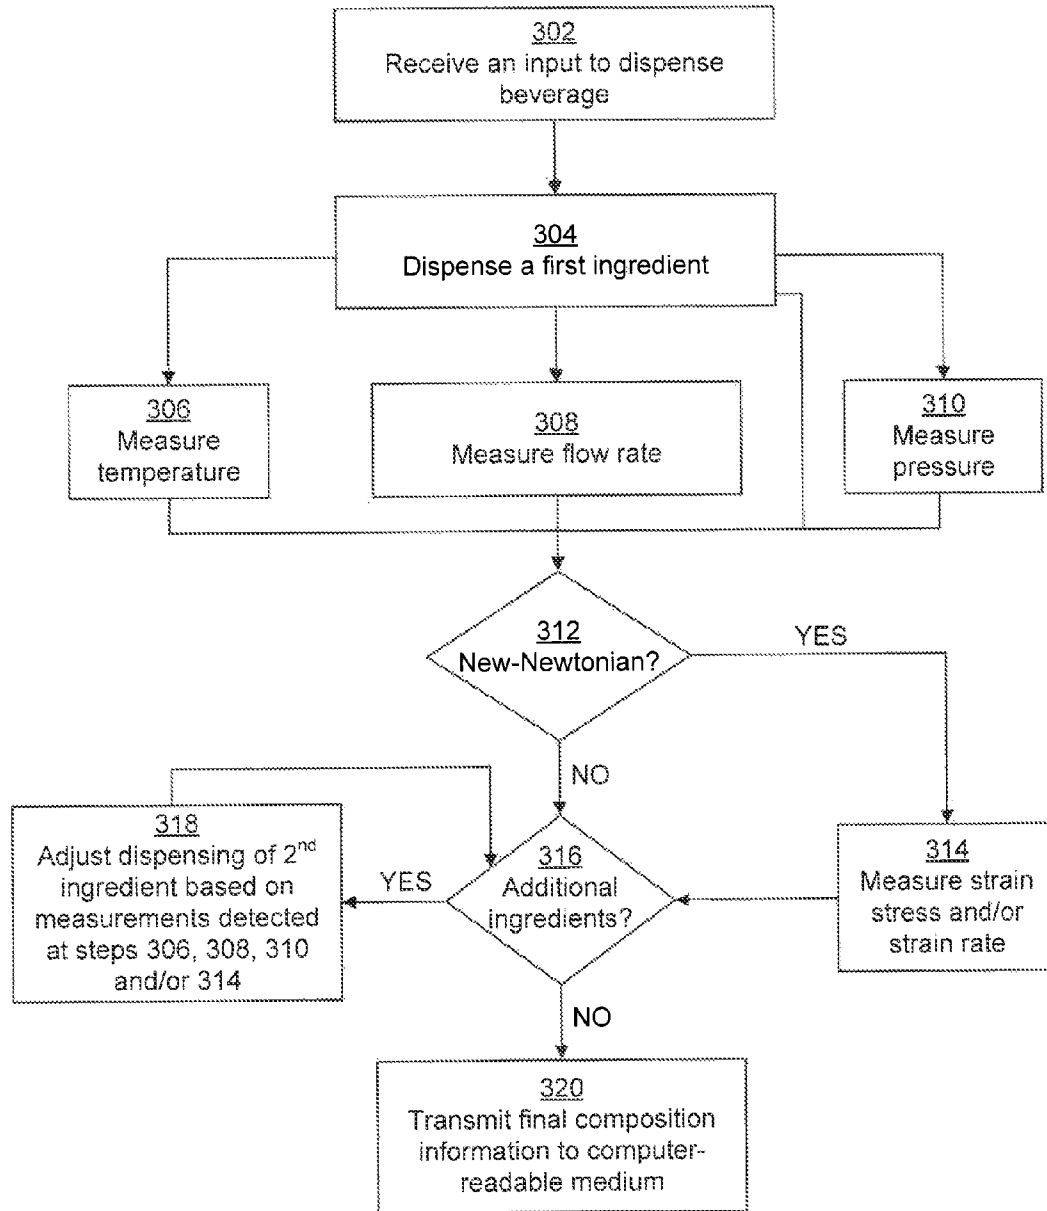 302
Receive an input to dispense
beverage
304
Dispense a first ingredient
306
Measure
temperature
308
Measure flow rate
310
Measure
pressure
312
New-Newtonian?
YES
NO
318
Adjust dispensing of 2nd
ingredient based on
measurements detected
at steps 306, 308, 310
and/or 314
YES
316
Additional
ingredients?
314
Measure strain
stress and/or
strain rate
NO
320
Transmit final composition
information to computer-
readable medium